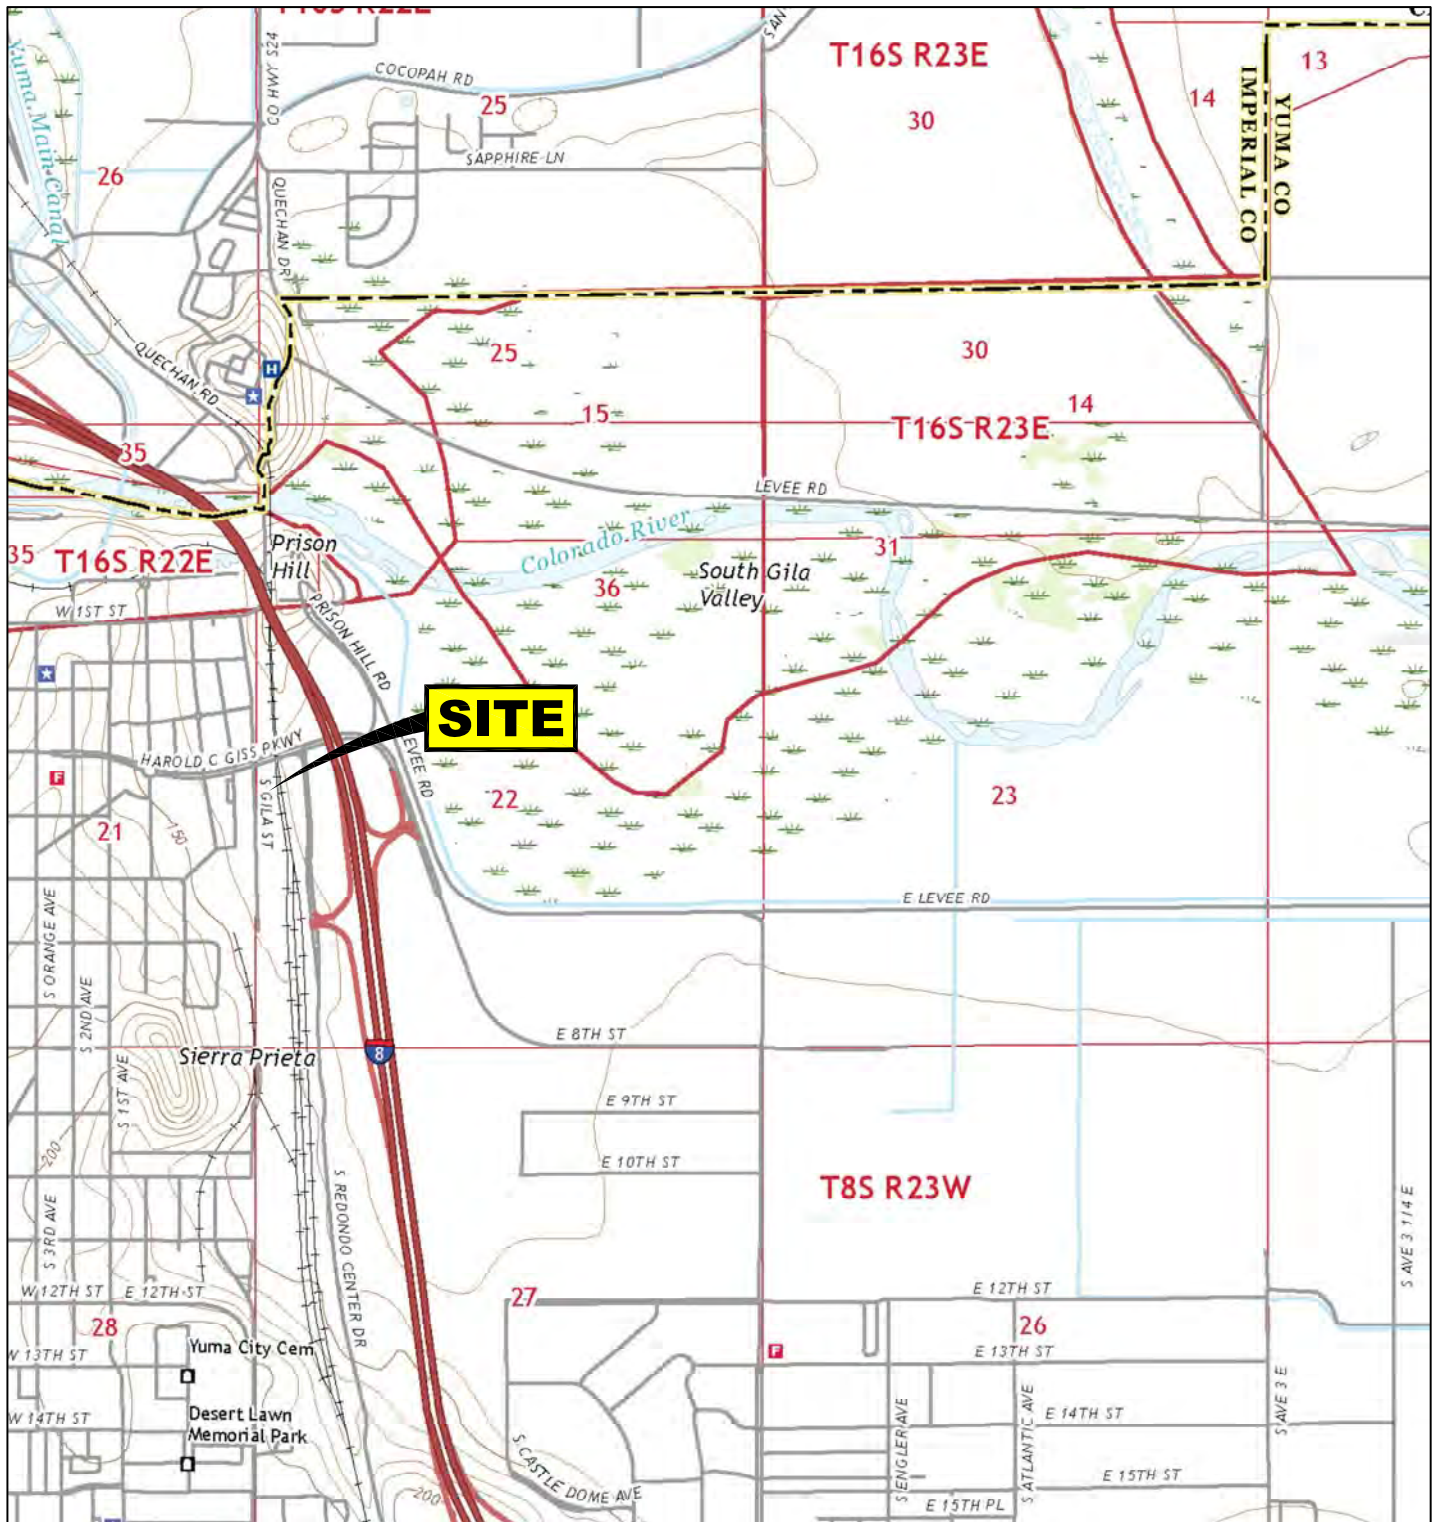 T16S R22E
CO HWY S24
COCOPAH RD
S AN
T16S R23E
13
14
25
30
YUMA CO
IMPERIAL CO
Yuma Main Canal
26
SAPPHIRE LN
QUECHAN DR
QUECHAN RD
H
25
30
15
14
T16S R23E
35
LEVEE RD
Colorado River
35
T16S R22E
Prison
Hill
31
36
South Gila
Valley
W 1ST ST
PRISON HILL RD
SITE
HAROLD C GISS PKWY
LEVEE RD
F
S GILA ST
22
23
21
150
E LEVEE RD
S ORANGE AVE
S 2ND AVE
E 8TH ST
Sierra Prieta
8
S 1ST AVE
E 9TH ST
200
E 10TH ST
T8S R23W
S 3RD AVE
S REDONDO CENTER DR
S AVE 3 1/4 E
W 12TH ST
E 12TH ST
E 12TH ST
27
28
26
Yuma City Cem
W 13TH ST
F
E 13TH ST
Desert Lawn
Memorial Park
W 14TH ST
E 14TH ST
S AVE 3 E
S CASTLE DOME AVE
S ENGLER AVE
S ATLANTIC AVE
E 15TH ST
200
E 15TH PL